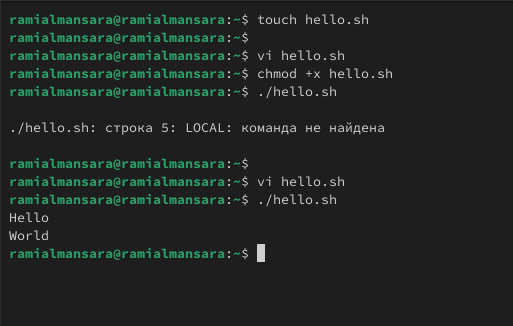 ramialmansara@ramialmansara:~$ touch hello.sh
ramialmansara@ramialmansara:~$
ramialmansara@ramialmansara:~$ vi hello.sh
ramialmansara@ramialmansara:~$ chmod +x hello.sh
ramialmansara@ramialmansara:~$ ./hello.sh
./hello.sh: строка 5: LOCAL: команда не найдена
ramialmansara@ramialmansara:~$
ramialmansara@ramialmansara:~$ vi hello.sh
ramialmansara@ramialmansara:~$ ./hello.sh
Hello
World
ramialmansara@ramialmansara:~$